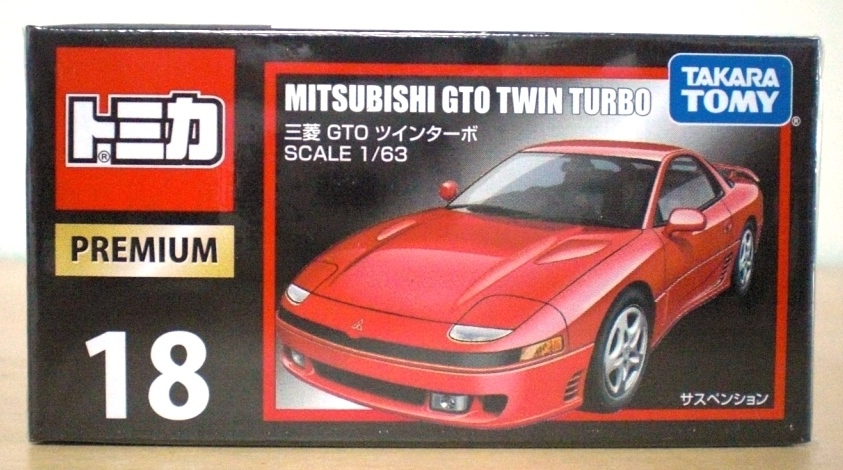 トミカ
®
PREMIUM
18
MITSUBISHI GTO TWIN TURBO
三菱 GTO ツインターボ
SCALE 1/63
TAKARA
TOMY
®
サスペンション